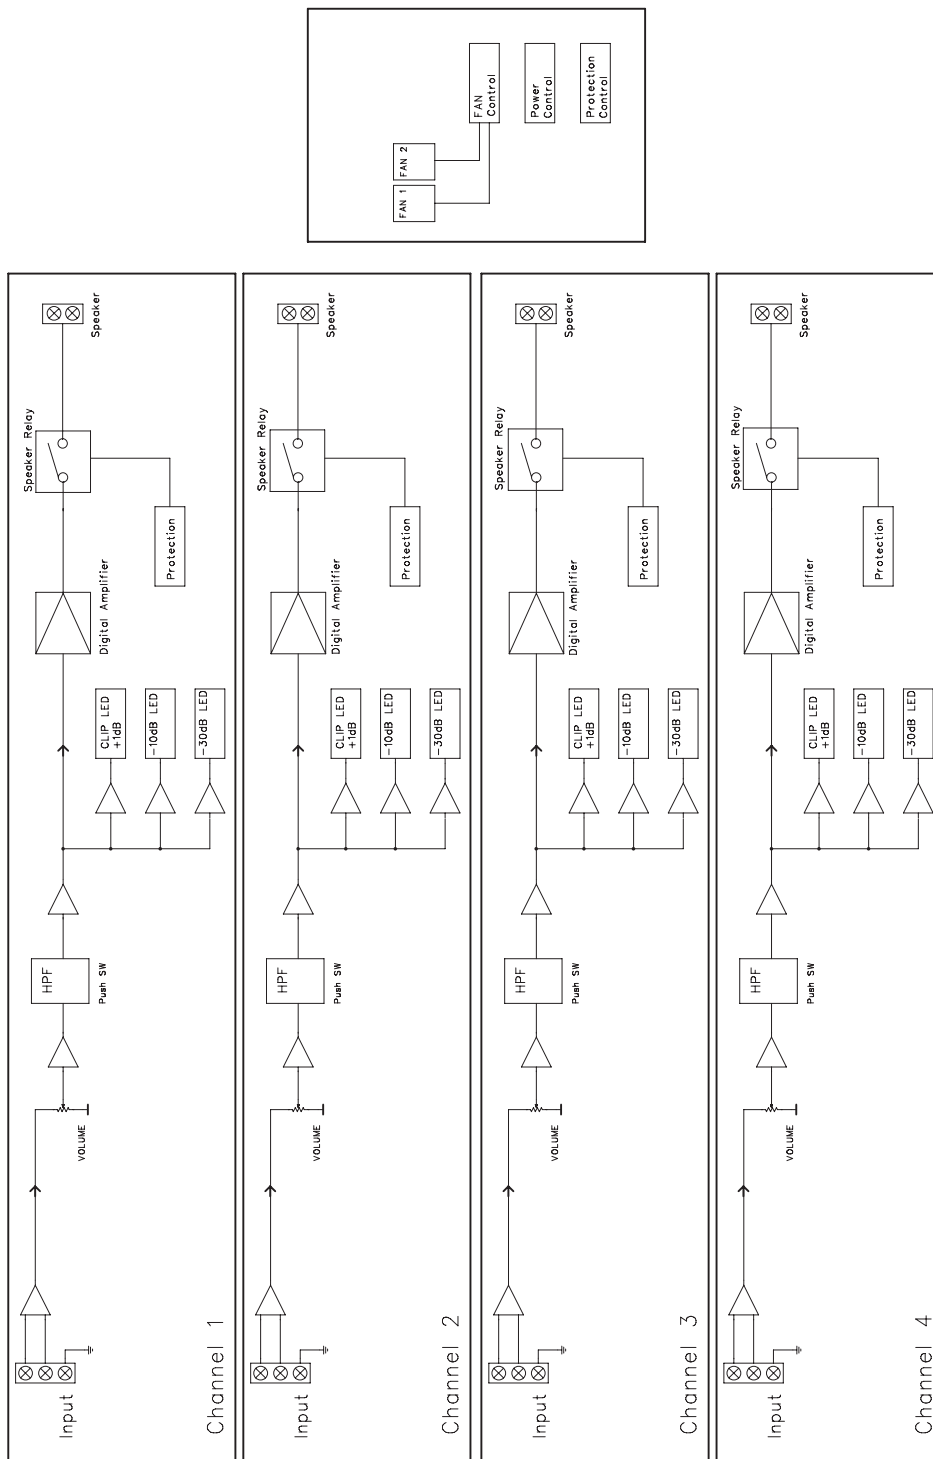 FAN 1
FAN 2
FAN
Control
Power
Control
Protection
Control
Channel 1
Input
VOLUME
HPF
Push SW
CLIP LED
+1dB
-10dB LED
-30dB LED
Digital Amplifier
Protection
Speaker Relay
Speaker
Channel 2
Input
VOLUME
HPF
Push SW
CLIP LED
+1dB
-10dB LED
-30dB LED
Digital Amplifier
Protection
Speaker Relay
Speaker
Channel 3
Input
VOLUME
HPF
Push SW
CLIP LED
+1dB
-10dB LED
-30dB LED
Digital Amplifier
Protection
Speaker Relay
Speaker
Channel 4
Input
VOLUME
HPF
Push SW
CLIP LED
+1dB
-10dB LED
-30dB LED
Digital Amplifier
Protection
Speaker Relay
Speaker